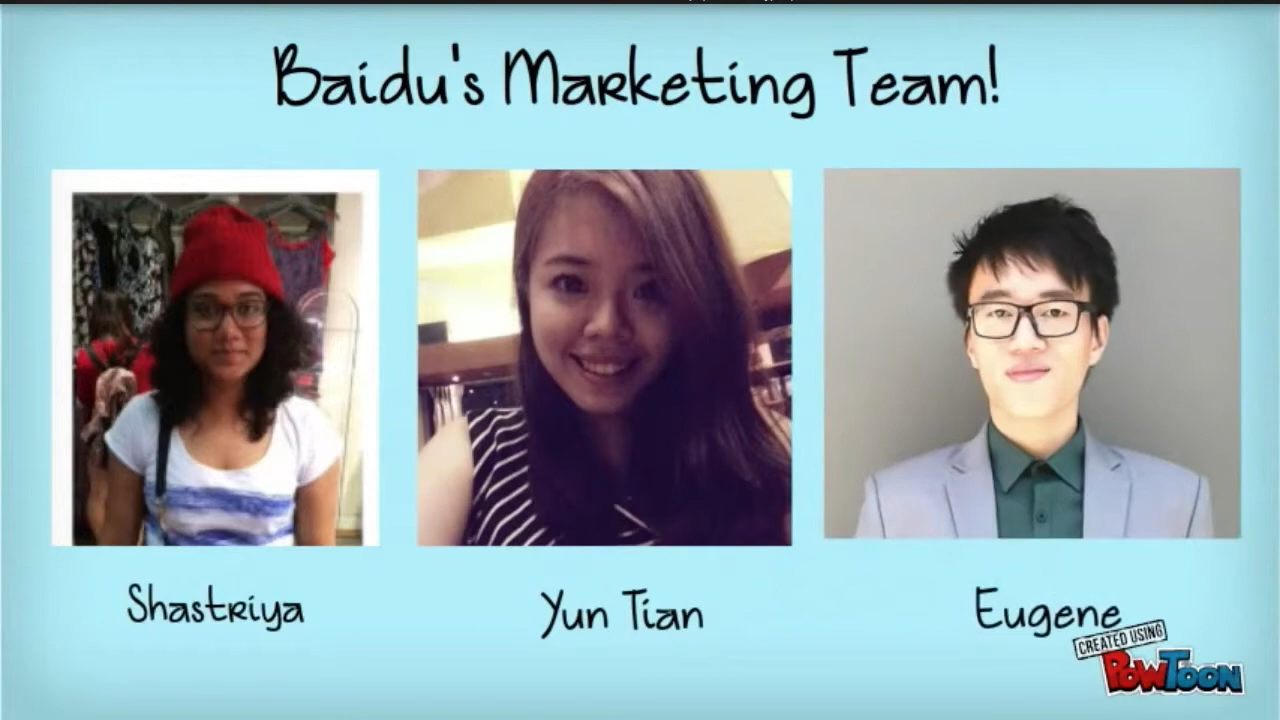 Baidu's Marketing Team!
Shastriya
Yun Tian
Eugene
CREATED USING
POWTOON